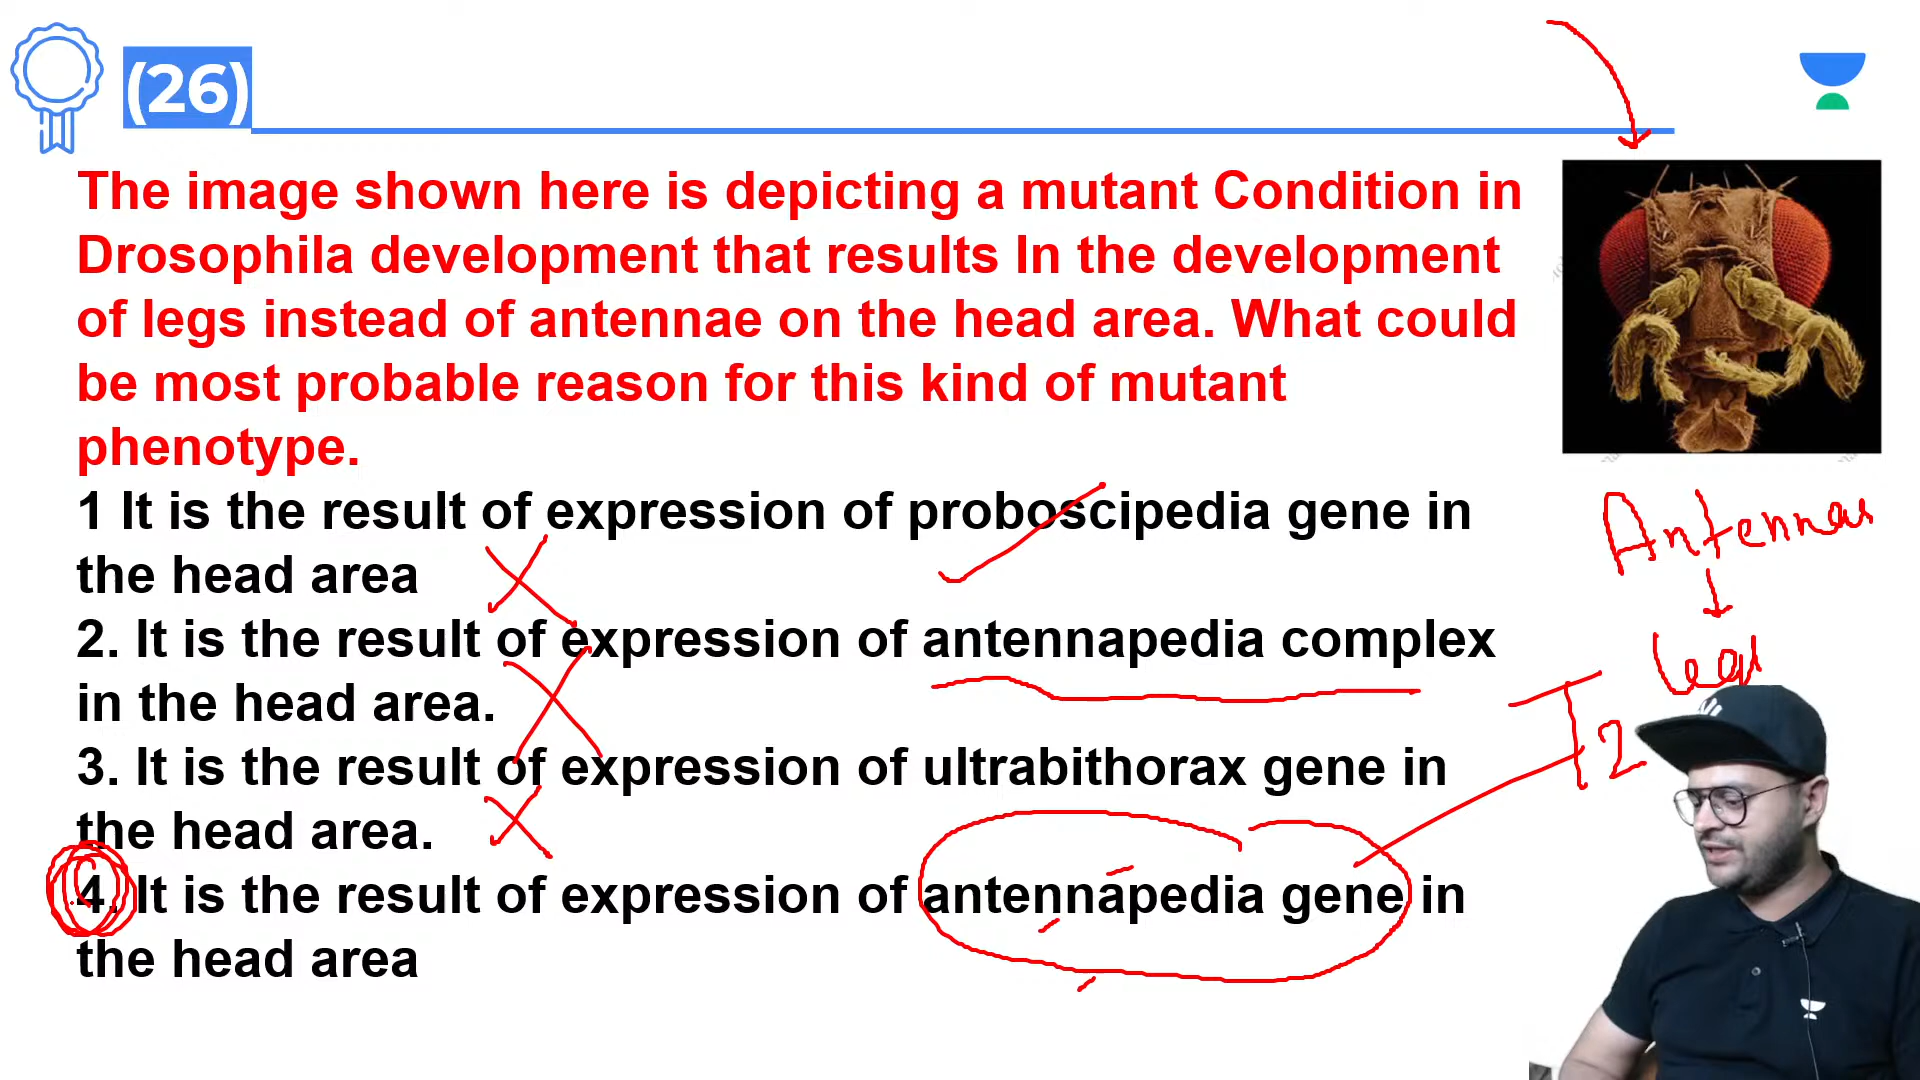 (26)
The image shown here is depicting a mutant Condition in
Drosophila development that results In the development
of legs instead of antennae on the head area. What could
be most probable reason for this kind of mutant
phenotype.
1 It is the result of expression of proboscipedia gene in
the head area
2. It is the result of expression of antennapedia complex
in the head area.
3. It is the result of expression of ultrabithorax gene in
the head area.
4. It is the result of expression of antennapedia gene in
the head area
Antennae
leg
T2